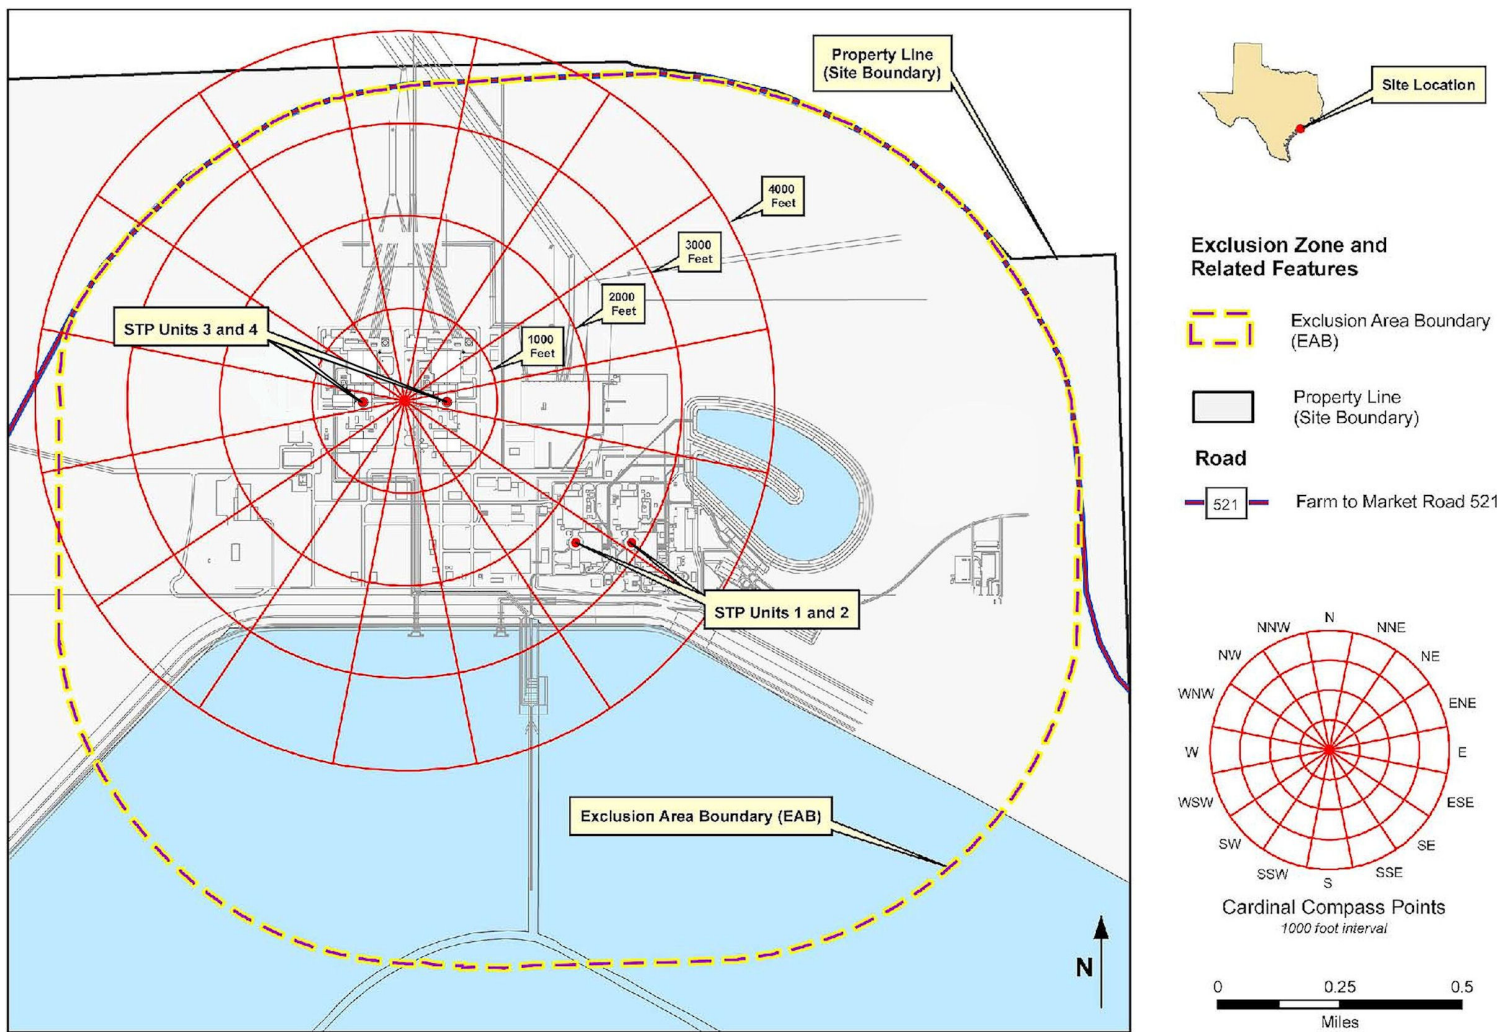 Property Line
(Site Boundary)
Site Location
4000
Feet
3000
Feet
2000
Feet
1000
Feet
STP Units 3 and 4
STP Units 1 and 2
Exclusion Area Boundary (EAB)
N
Exclusion Zone and
Related Features
Exclusion Area Boundary
(EAB)
Property Line
(Site Boundary)
Road
521
Farm to Market Road 521
N
NNW
NNE
NW
NE
WNW
ENE
W
E
WSW
ESE
SW
SE
SSW
SSE
S
Cardinal Compass Points
1000 foot interval
0
0.25
0.5
Miles